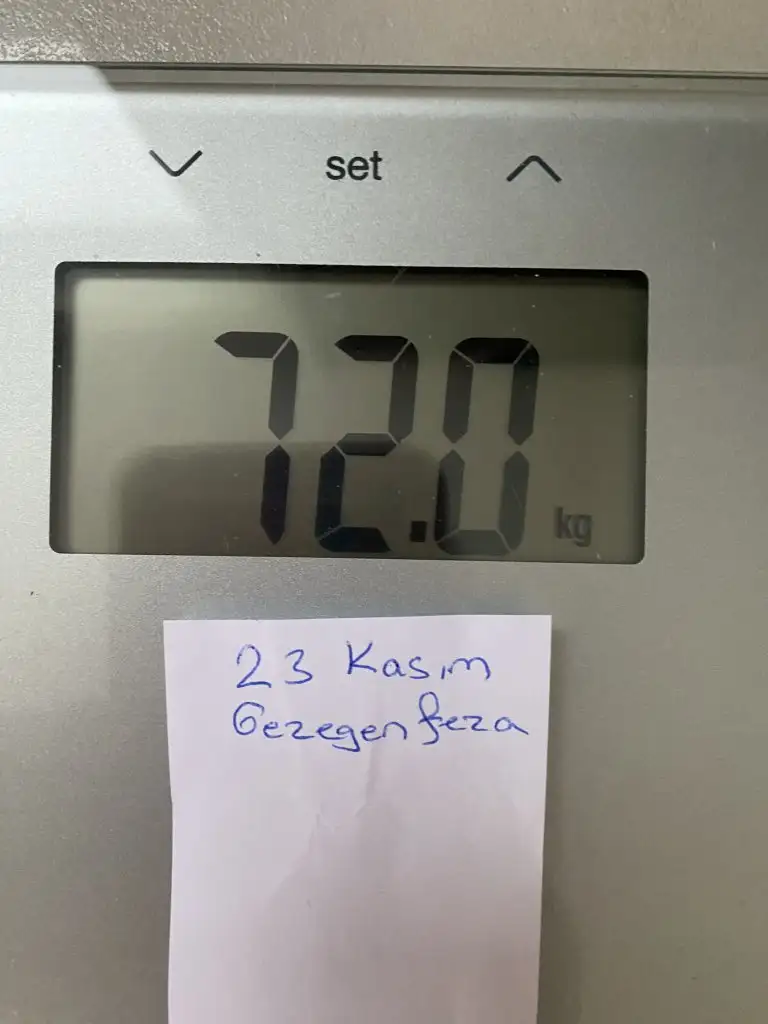 set
72.0 kg
23 Kasım
Gezegenfeza